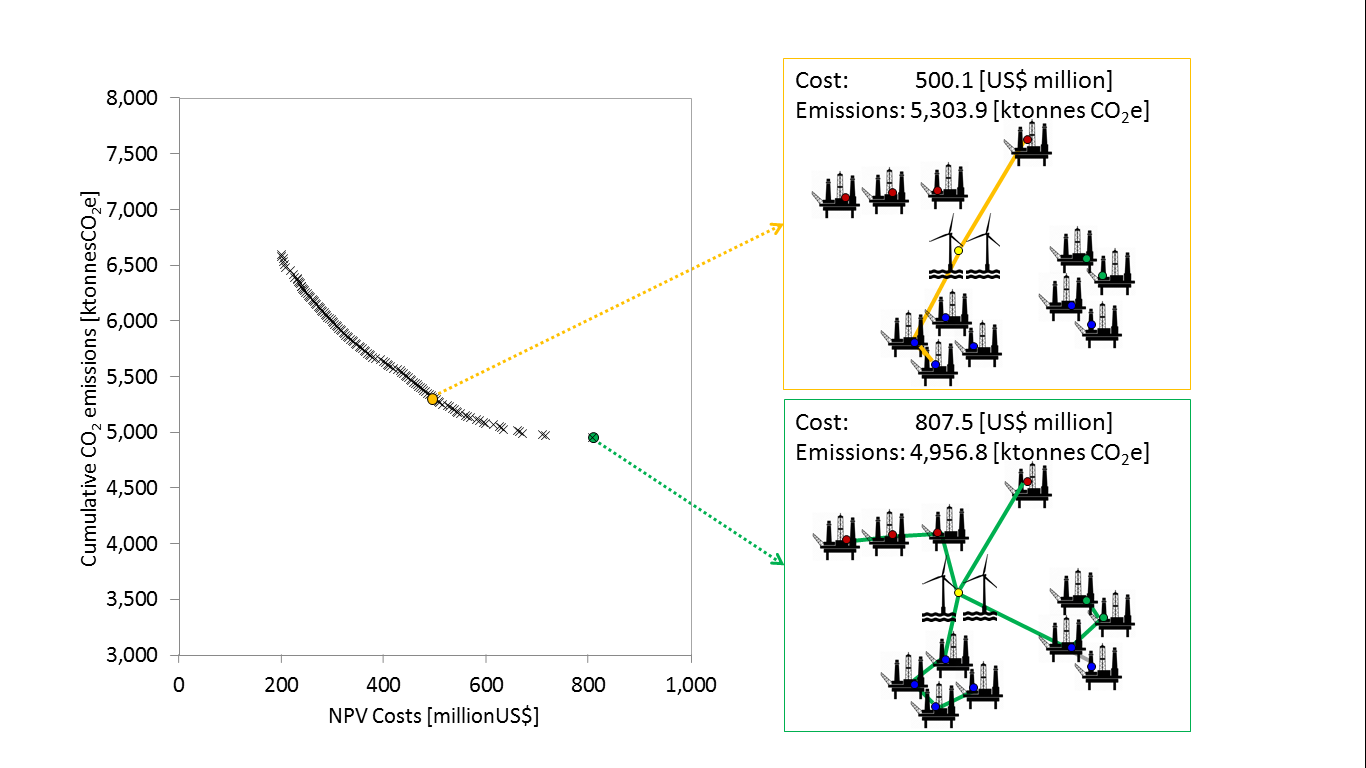 8,000
7,500
7,000
6,500
6,000
5,500
5,000
4,500
4,000
3,500
3,000
Cumulative CO₂ emissions [ktonnesCO₂e]
0 200 400 600 800 1,000
NPV Costs [millionUS$]
Cost: 500.1 [US$ million]
Emissions: 5,303.9 [ktonnes CO₂e]
Cost: 807.5 [US$ million]
Emissions: 4,956.8 [ktonnes CO₂e]